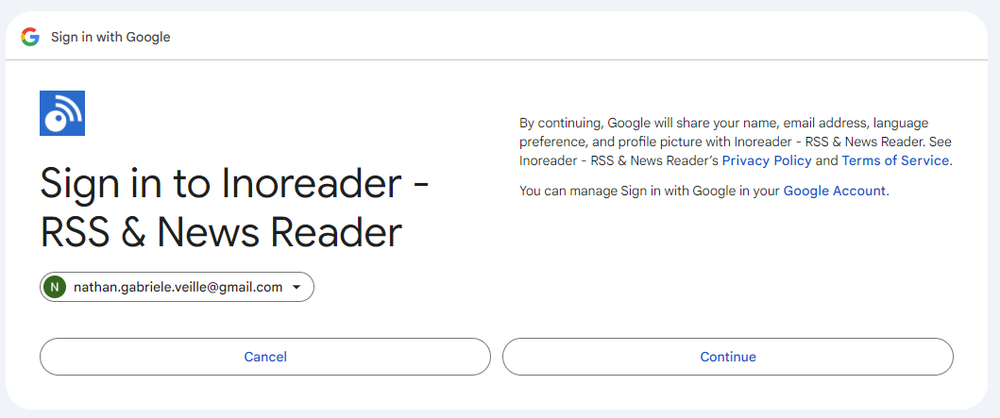 Sign in with Google
Sign in to Inoreader -
RSS & News Reader
N nathan.gabriele.veille@gmail.com
By continuing, Google will share your name, email address, language
preference, and profile picture with Inoreader - RSS & News Reader. See
Inoreader - RSS & News Reader’s Privacy Policy and Terms of Service.
You can manage Sign in with Google in your Google Account.
Cancel
Continue